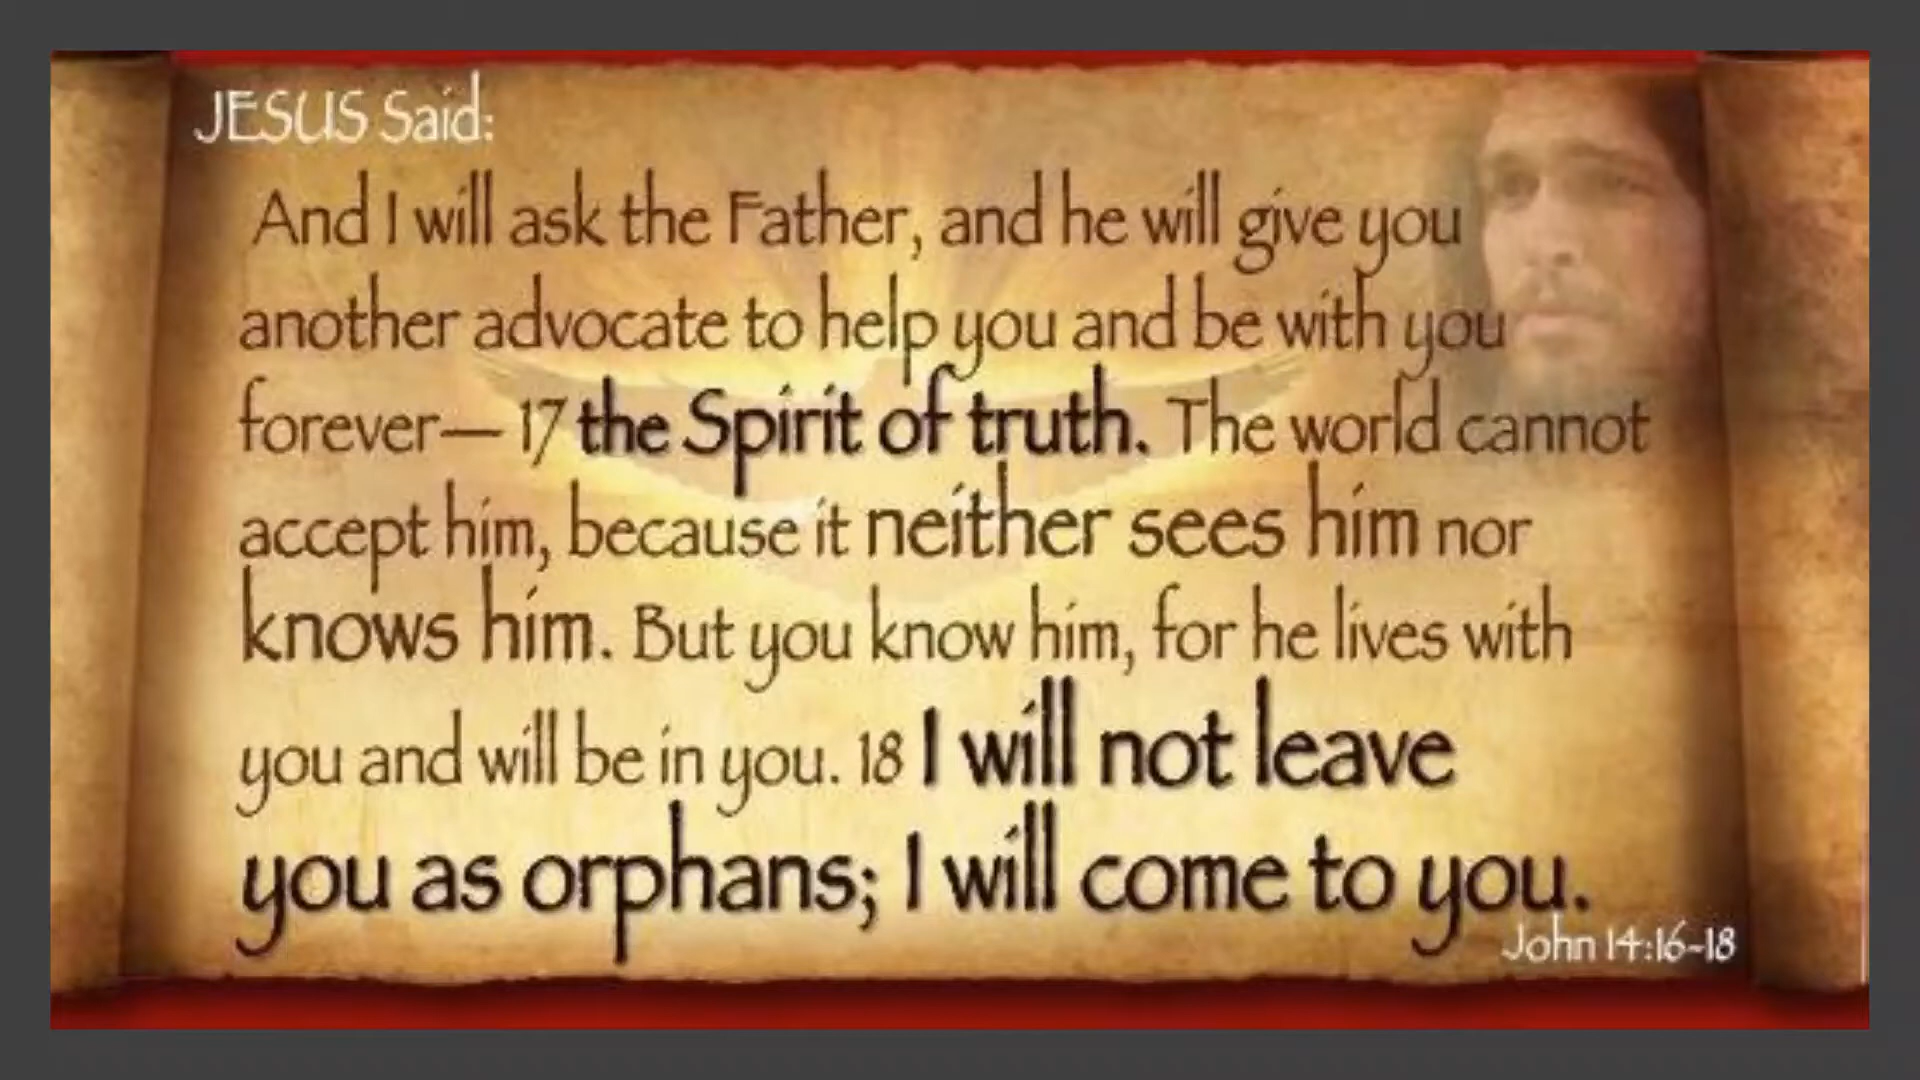 JESUS Said:
And I will ask the Father, and he will give you
another advocate to help you and be with you
forever— 17 the Spirit of truth. The world cannot
accept him, because it neither sees him nor
knows him. But you know him, for he lives with
you and will be in you. 18 I will not leave
you as orphans; I will come to you.
John 14:16-18